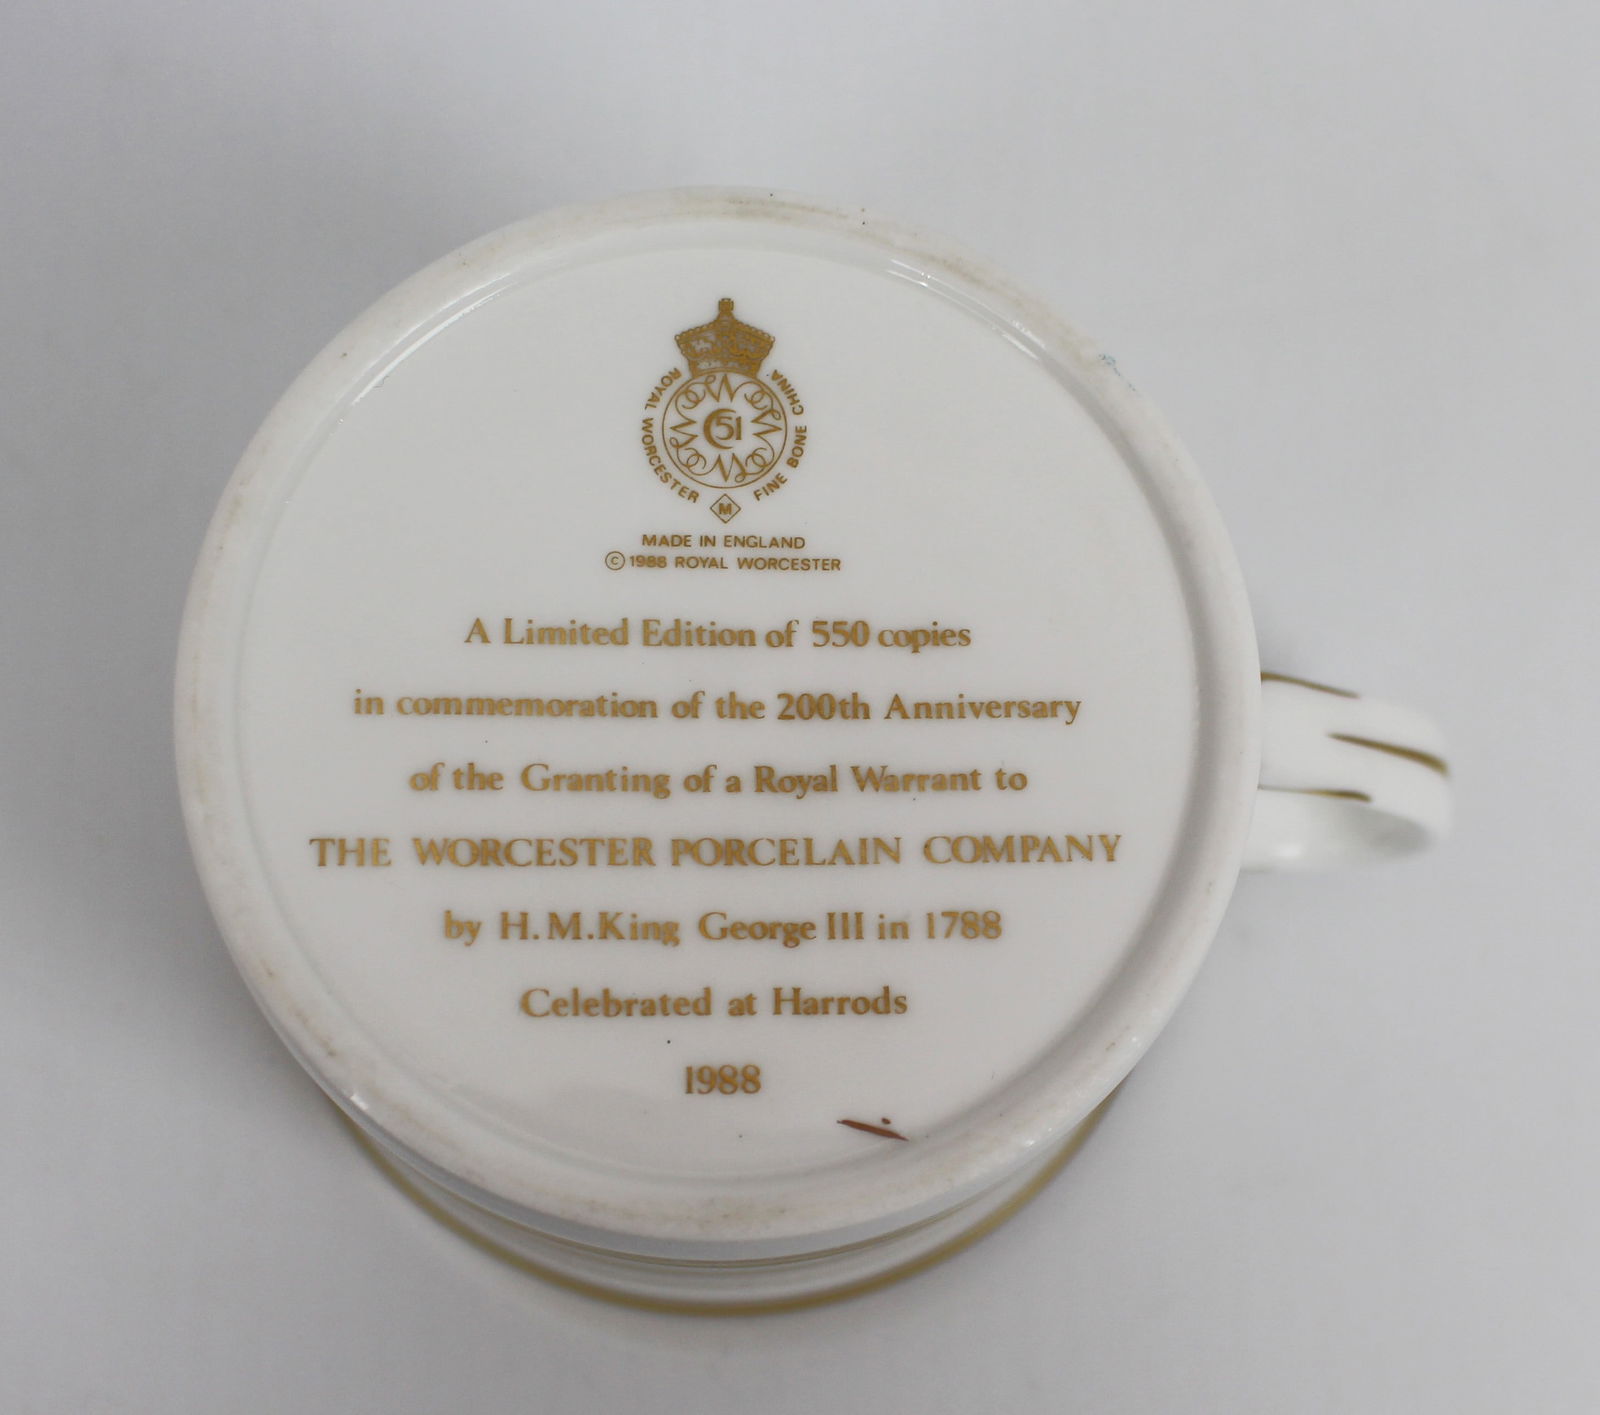 ROYAL WORCESTER FINE BONE CHINA
51
M
MADE IN ENGLAND
© 1988 ROYAL WORCESTER
A Limited Edition of 550 copies
in commemoration of the 200th Anniversary
of the Granting of a Royal Warrant to
THE WORCESTER PORCELAIN COMPANY
by H.M.King George III in 1788
Celebrated at Harrods
1988